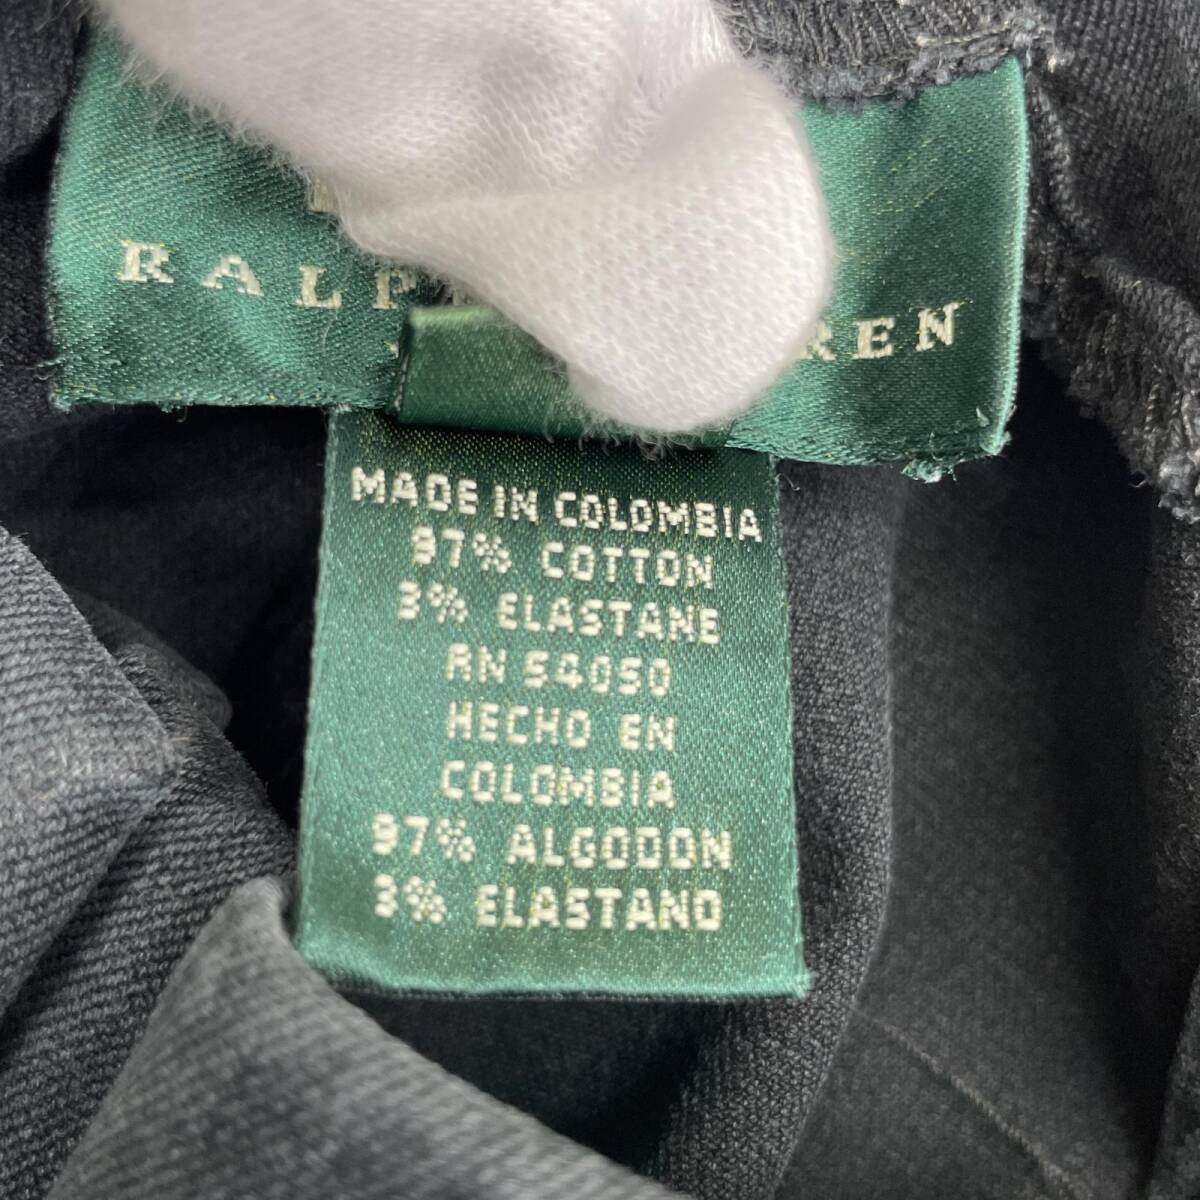 RALP REN
MADE IN COLOMBIA
97% COTTON
3% ELASTANE
RN 54050
HECHO EN
COLOMBIA
97% ALGODON
3% ELASTANO